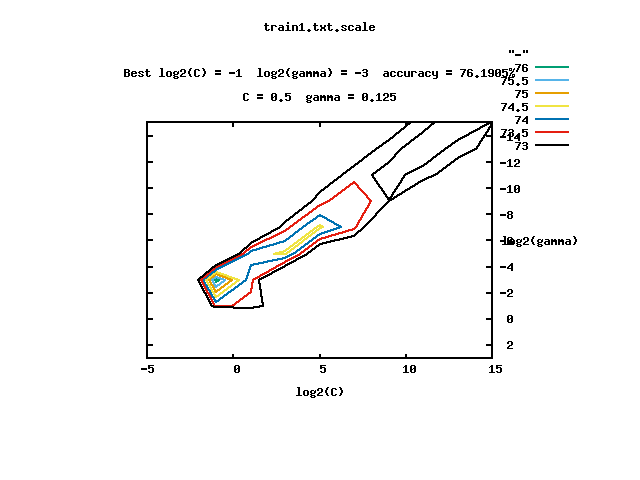 train1.txt.scale
"-"
Best log2(C) = -1  log2(gamma) = -3  accuracy = 76.1905%
76
75.5
C = 0.5  gamma = 0.125
75
74.5
74
73.5
73
-14
-12
-10
-8
-6
log2(gamma)
-4
-2
0
2
-5 0 5 10 15
log2(C)